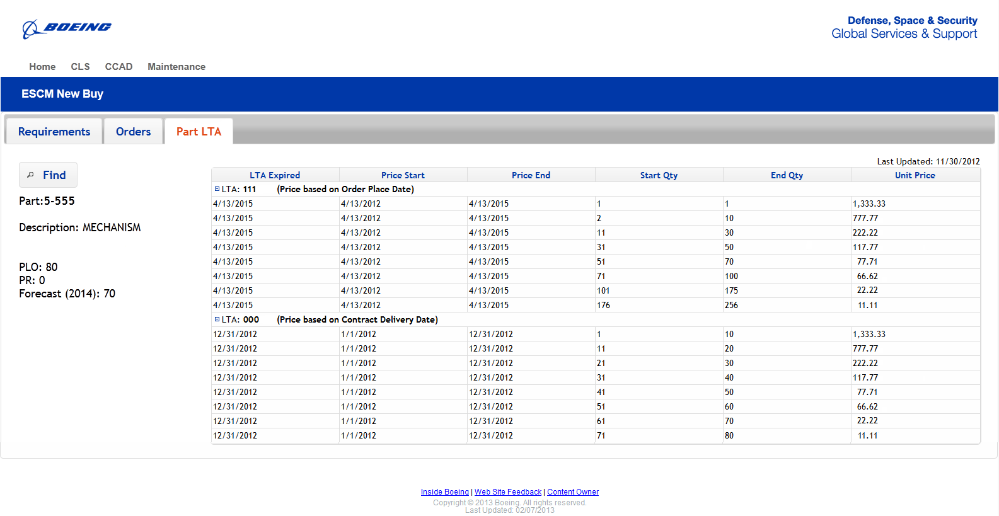 BOEING
Defense, Space & Security
Global Services & Support
Home CLS CCAD Maintenance
ESCM New Buy
Requirements Orders Part LTA
Last Updated: 11/30/2012
Find
Part:5-555
Description: MECHANISM
PLO: 80
PR: 0
Forecast (2014): 70
LTA Expired Price Start Price End Start Qty End Qty Unit Price
LTA: 111 (Price based on Order Place Date)
4/13/2015 4/13/2012 4/13/2015 1 1 1,333.33
4/13/2015 4/13/2012 4/13/2015 2 10 777.77
4/13/2015 4/13/2012 4/13/2015 11 30 222.22
4/13/2015 4/13/2012 4/13/2015 31 50 117.77
4/13/2015 4/13/2012 4/13/2015 51 70 77.71
4/13/2015 4/13/2012 4/13/2015 71 100 66.62
4/13/2015 4/13/2012 4/13/2015 101 175 22.22
4/13/2015 4/13/2012 4/13/2015 176 256 11.11
LTA: 000 (Price based on Contract Delivery Date)
12/31/2012 1/1/2012 12/31/2012 1 10 1,333.33
12/31/2012 1/1/2012 12/31/2012 11 20 777.77
12/31/2012 1/1/2012 12/31/2012 21 30 222.22
12/31/2012 1/1/2012 12/31/2012 31 40 117.77
12/31/2012 1/1/2012 12/31/2012 41 50 77.71
12/31/2012 1/1/2012 12/31/2012 51 60 66.62
12/31/2012 1/1/2012 12/31/2012 61 70 22.22
12/31/2012 1/1/2012 12/31/2012 71 80 11.11
Inside Boeing | Web Site Feedback | Content Owner
Copyright © 2013 Boeing. All rights reserved.
Last Updated: 02/07/2013